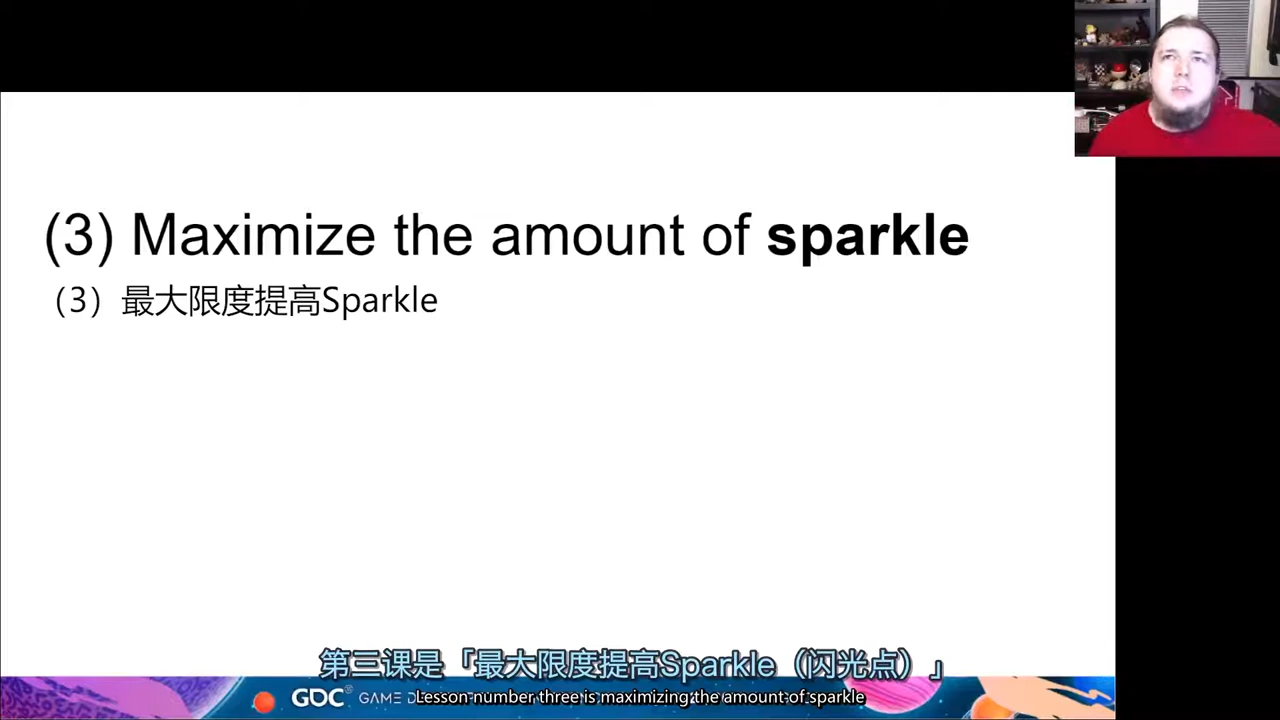 (3) Maximize the amount of sparkle
（3）最大限度提高Sparkle
第三课是「最大限度提高Sparkle（闪光点）」
GDC
GAME D
Lesson number three is maximizing the amount of sparkle